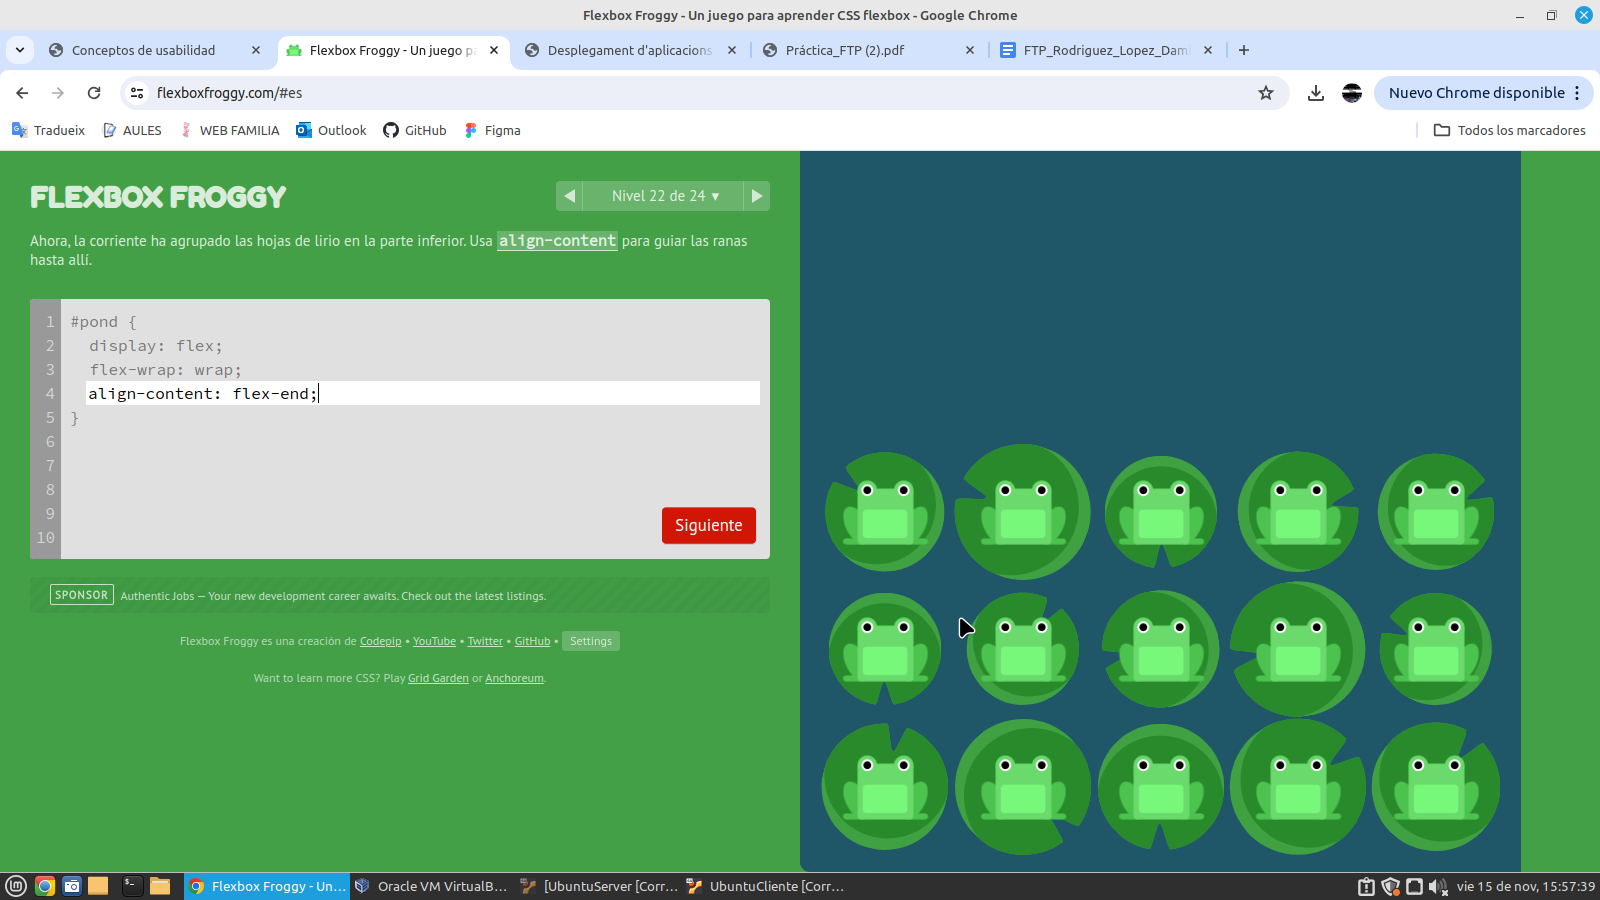 Flexbox Froggy - Un juego para aprender CSS flexbox - Google Chrome
Conceptos de usabilidad
Flexbox Froggy - Un juego p
Desplegament d'aplicacions
Práctica_FTP (2).pdf
FTP_Rodriguez_Lopez_Dam
flexboxfroggy.com/#es
Nuevo Chrome disponible
Tradueix
AULES
WEB FAMILIA
Outlook
GitHub
Figma
Todos los marcadores
FLEXBOX FROGGY
Nivel 22 de 24 ▾
Ahora, la corriente ha agrupado las hojas de lirio en la parte inferior. Usa align-content para guiar las ranas
hasta allí.
1 #pond {
2 display: flex;
3 flex-wrap: wrap;
4 align-content: flex-end;
5 }
6
7
8
9
10
Siguiente
SPONSOR Authentic Jobs — Your new development career awaits. Check out the latest listings.
Flexbox Froggy es una creación de Codepip • YouTube • Twitter • GitHub • Settings
Want to learn more CSS? Play Grid Garden or Anchoreum.
Flexbox Froggy - Un...
Oracle VM VirtualB...
[UbuntuServer [Corr...
UbuntuCliente [Corr...
vie 15 de nov, 15:57:39